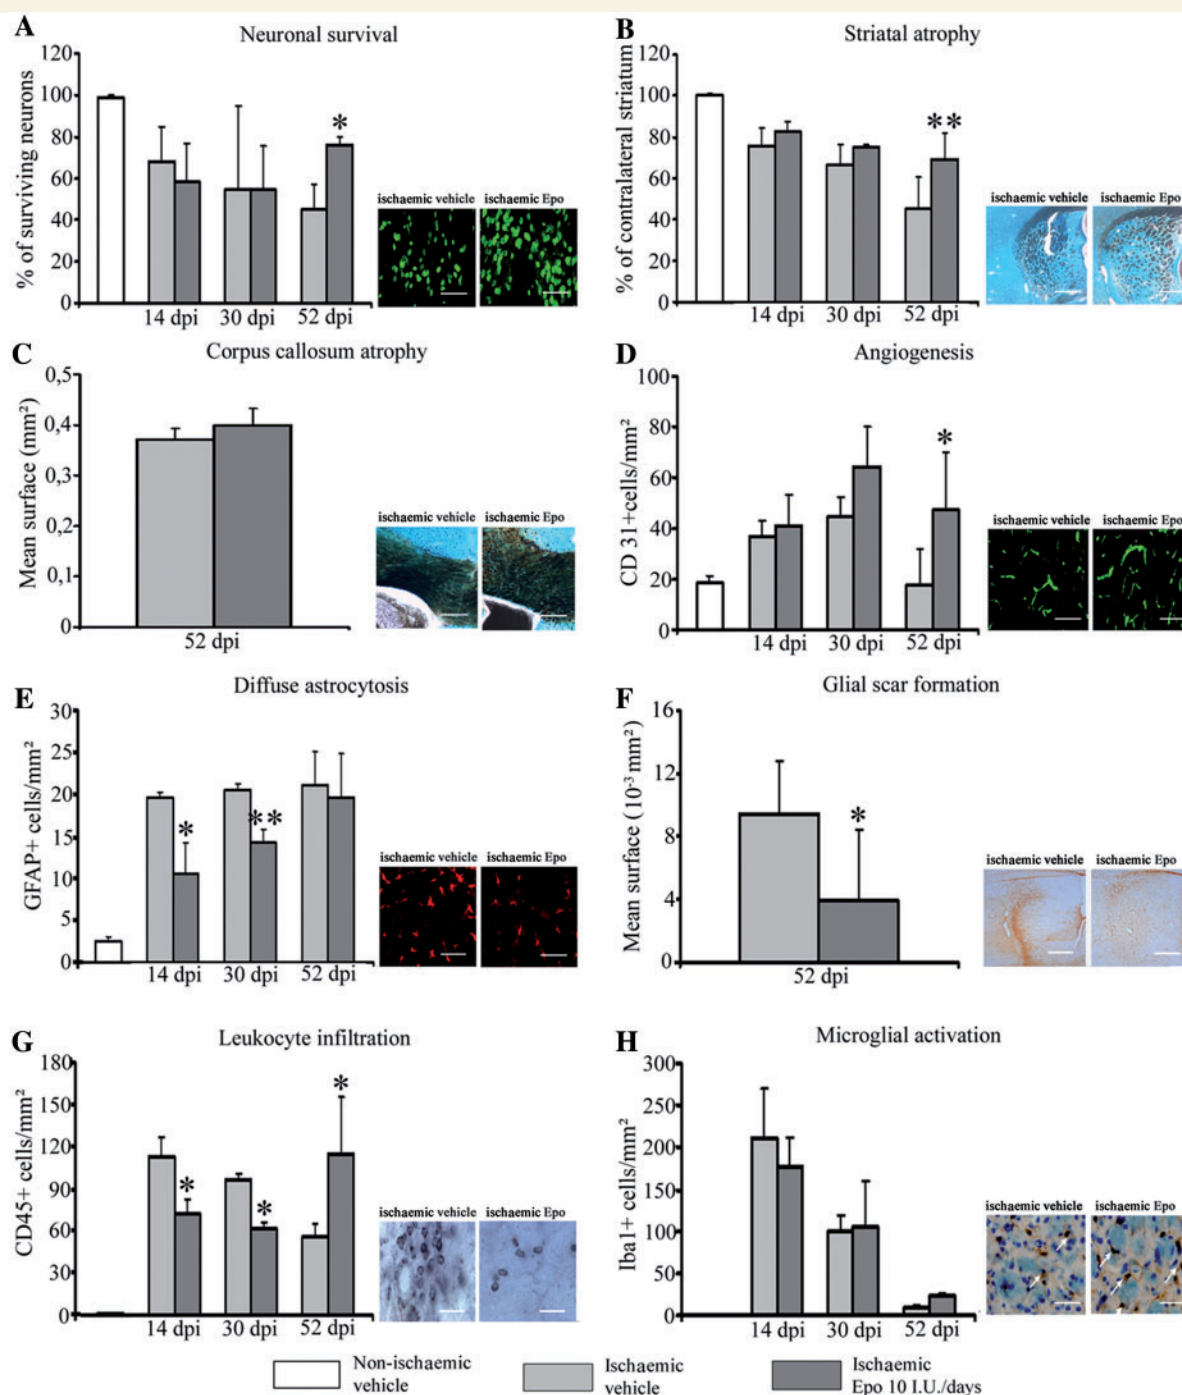 A
Neuronal survival
% of surviving neurons
120
100
80
60
40
20
0
*
14 dpi
30 dpi
52 dpi
ischaemic vehicle
ischaemic Epo
B
Striatal atrophy
% of contralateral striatum
120
100
80
60
40
220
0
**
14 dpi
30 dpi
52 dpi
ischaemic vehicle
ischaemic Epo
C
Corpus callosum atrophy
Mean surface (mm²)
0,5
0,4
0,3
0,2
0,1
0
52 dpi
ischaemic vehicle
ischaemic Epo
D
Angiogenesis
CD 31+cells/mm²
100
80
60
40
20
0
*
14 dpi
30 dpi
52 dpi
ischaemic vehicle
ischaemic Epo
E
Diffuse astrocytosis
GFAP+ cells/mm²
30
25
20
15
10
5
0
*
**
14 dpi
30 dpi
52 dpi
ischaemic vehicle
ischaemic Epo
F
Glial scar formation
Mean surface (10⁻³ mm²)
16
12
8
4
0
*
52 dpi
ischaemic vehicle
ischaemic Epo
G
Leukocyte infiltration
CD45+ cells/mm²
180
150
120
90
60
30
0
*
*
*
14 dpi
30 dpi
52 dpi
ischaemic vehicle
ischaemic Epo
H
Microglial activation
Iba1+ cells/mm²
300
250
200
150
100
50
0
14 dpi
30 dpi
52 dpi
ischaemic vehicle
ischaemic Epo
Non-ischaemic
vehicle
Ischaemic
vehicle
Ischaemic
Epo 10 I.U./days